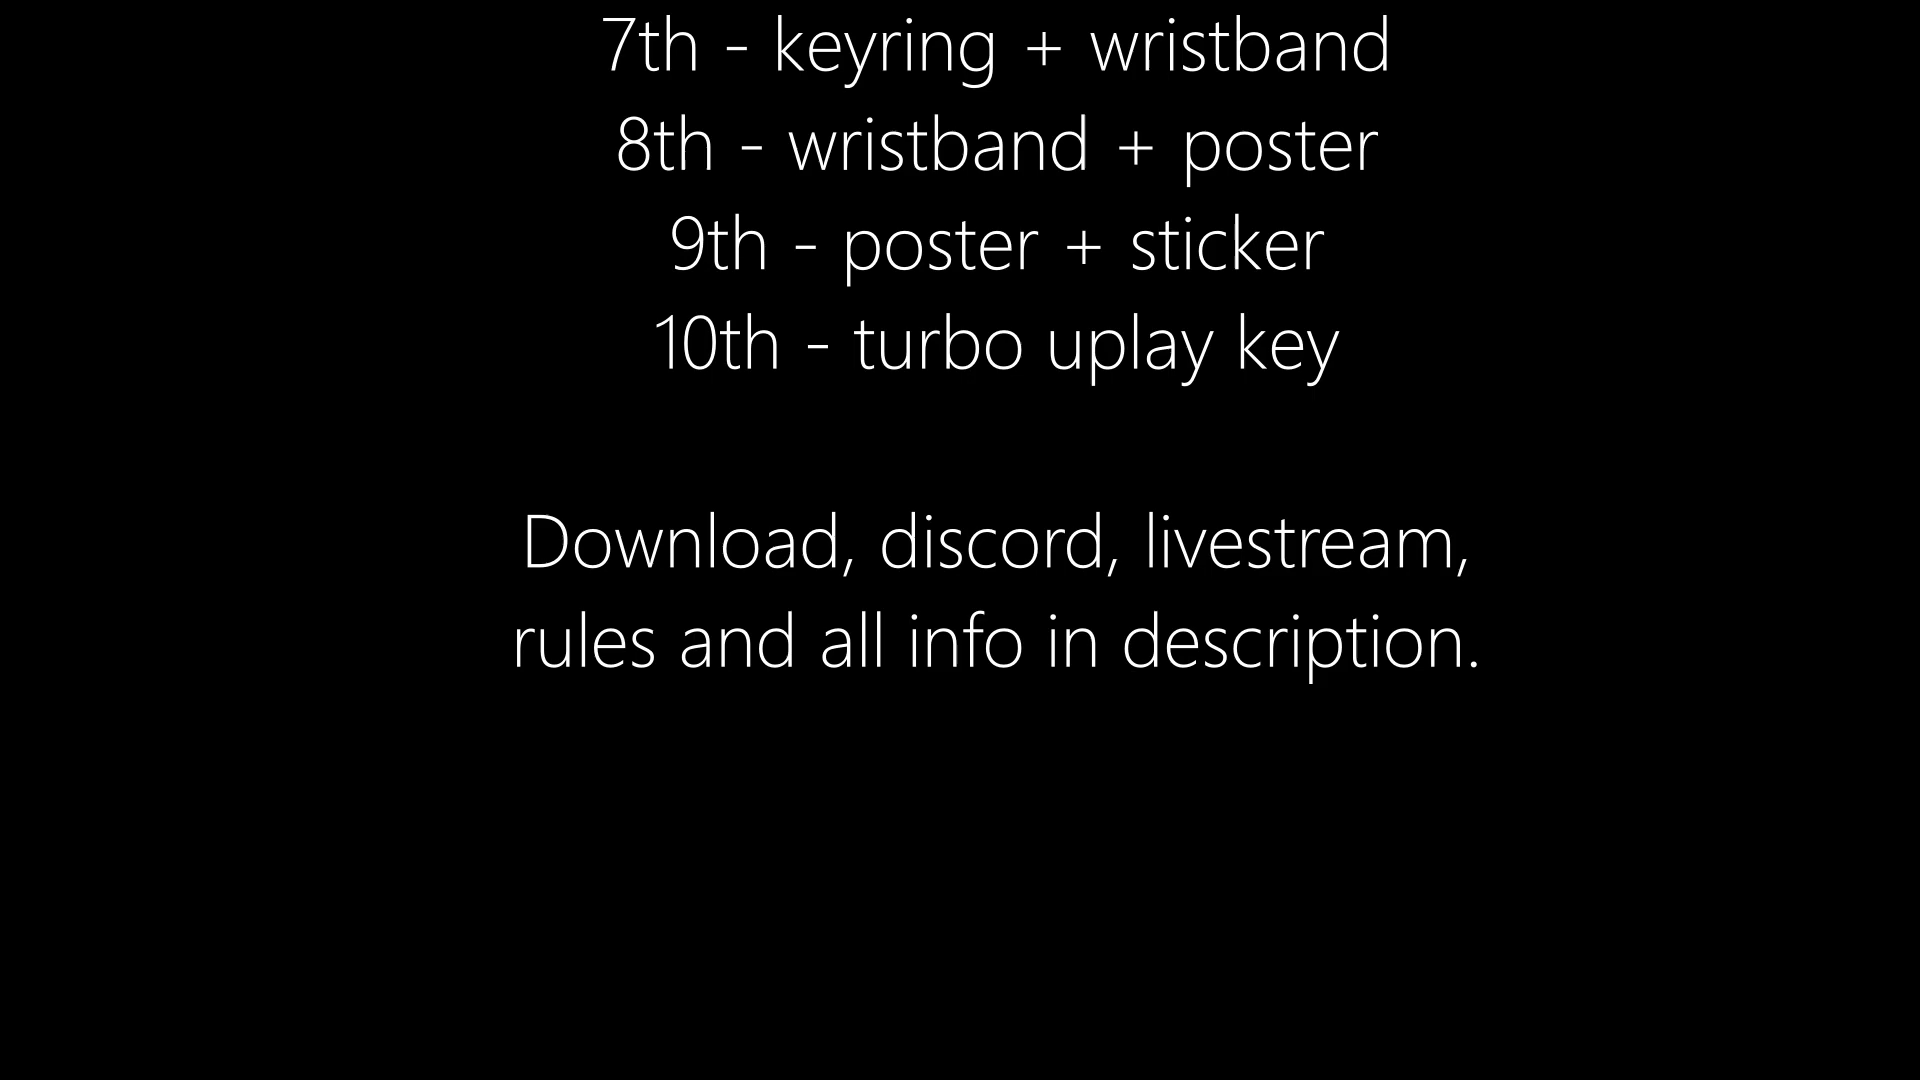 7th - keyring + wristband
8th - wristband + poster
9th - poster + sticker
10th - turbo uplay key
Download, discord, livestream,
rules and all info in description.